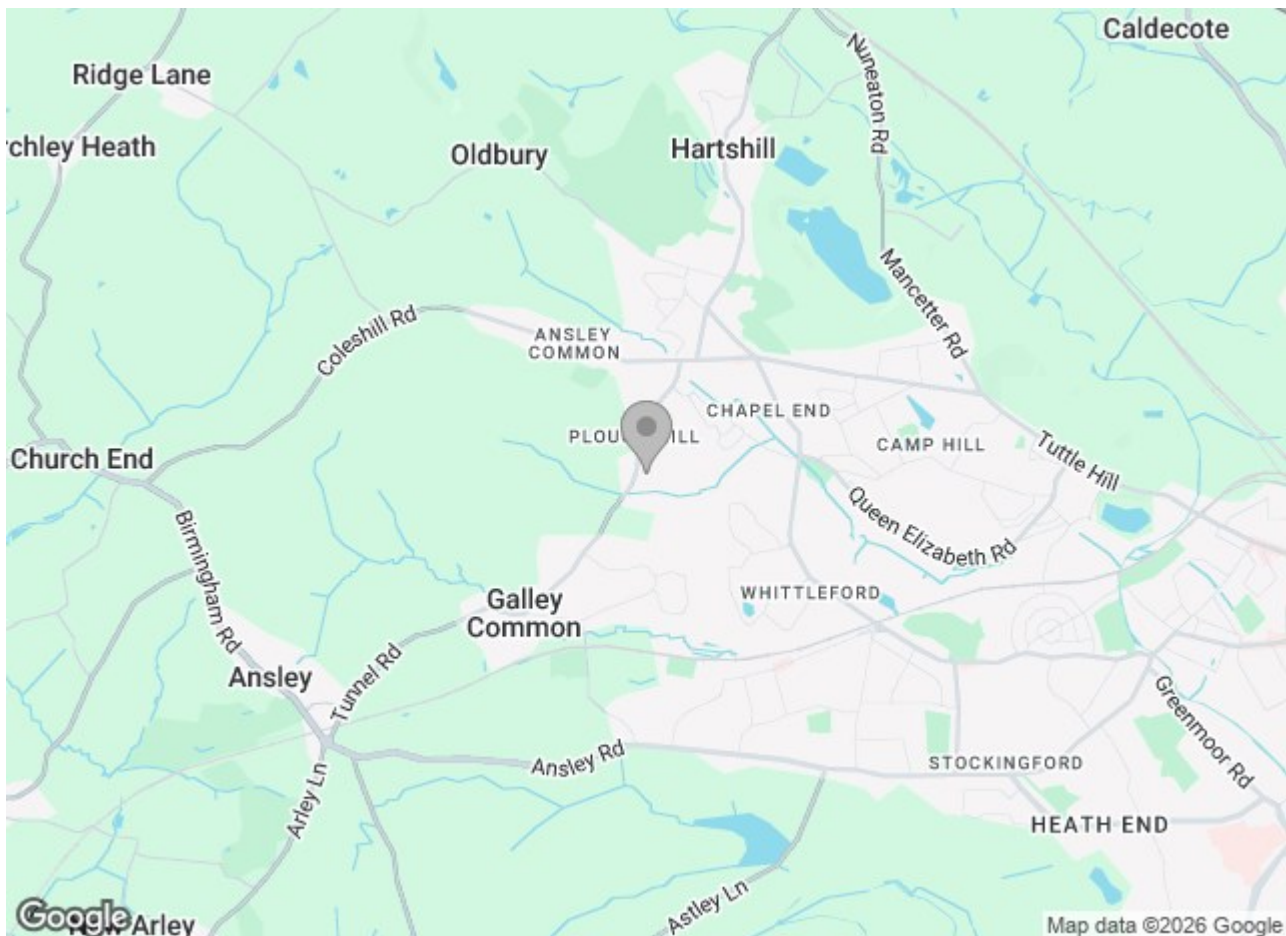 Caldecote
Ridge Lane
Nuneaton Rd
rchley Heath
Oldbury
Hartshill
Mancetter Rd
Coleshill Rd
ANSLEY
COMMON
CHAPEL END
PLOU
ILL
CAMP HILL
Church End
Tuttle Hill
Queen Elizabeth Rd
Birmingham Rd
WHITTLEFORD
Galley
Common
Ansley
Tunnel Rd
Greenmoor Rd
Ansley Rd
STOCKINGFORD
Arley Ln
HEATH END
Astley Ln
Google
Arley
Map data ©2026 Google